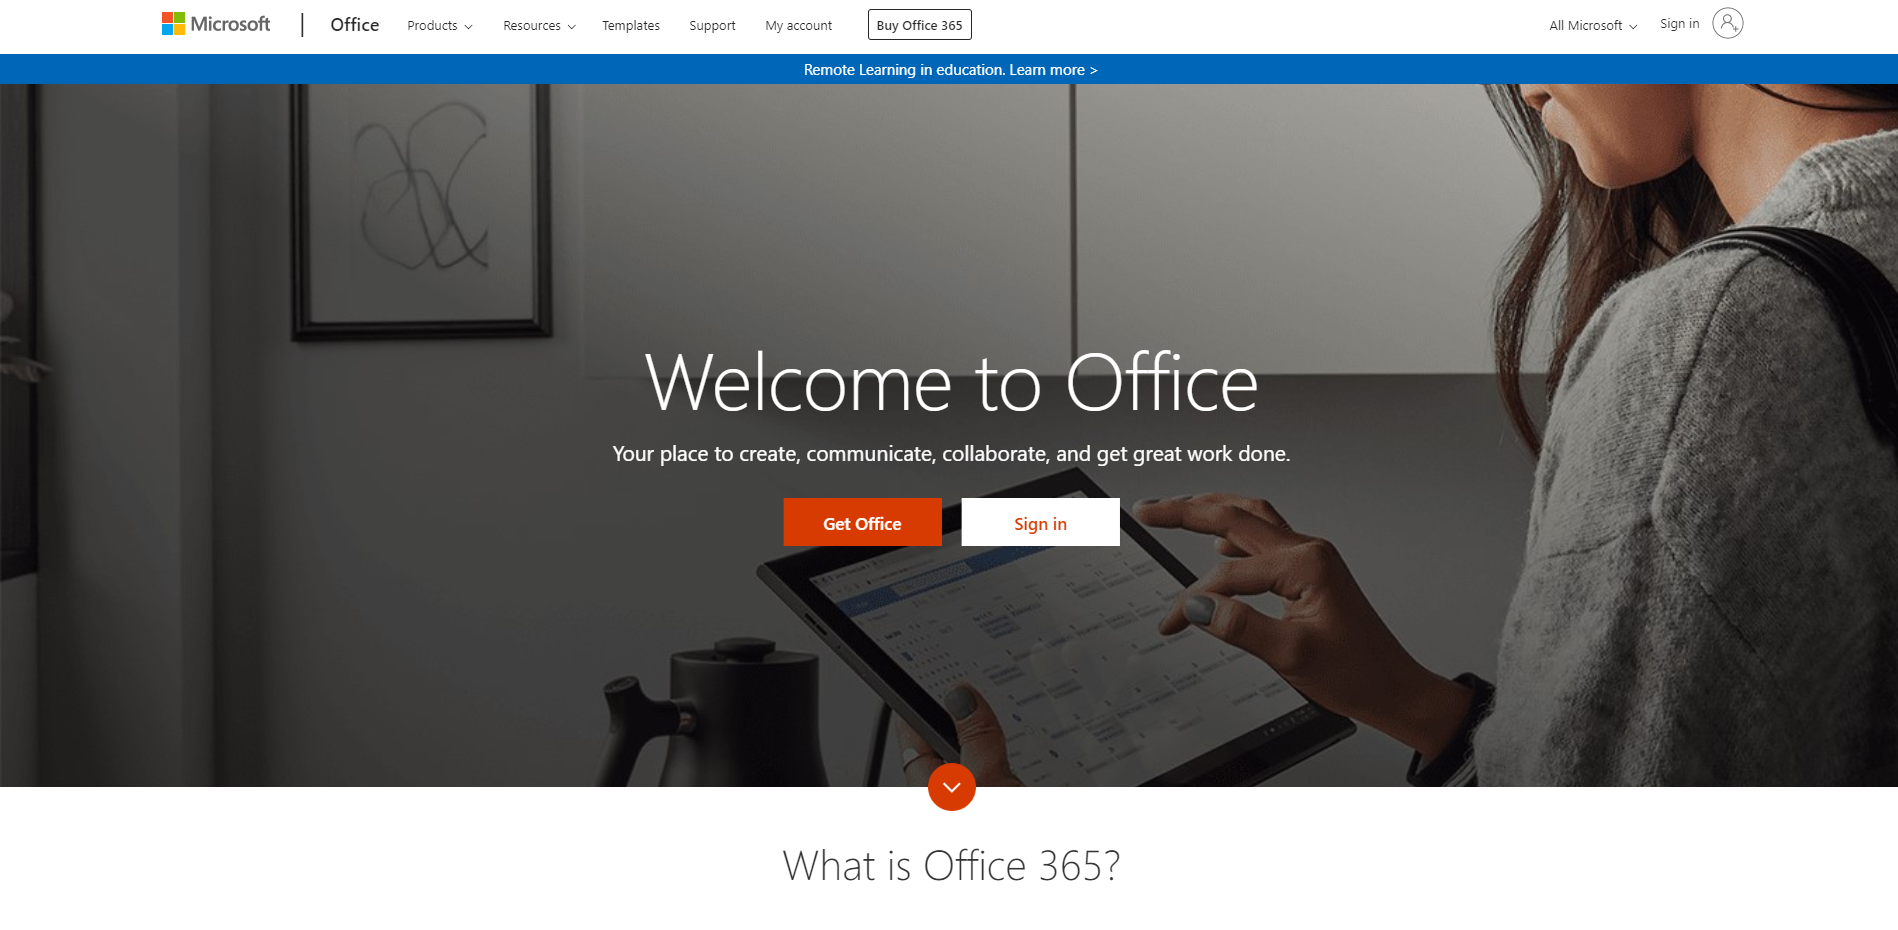 Microsoft
Office
Products
Resources
Templates
Support
My account
Buy Office 365
All Microsoft
Sign in
Remote Learning in education. Learn more >
Welcome to Office
Your place to create, communicate, collaborate, and get great work done.
Get Office
Sign in
What is Office 365?